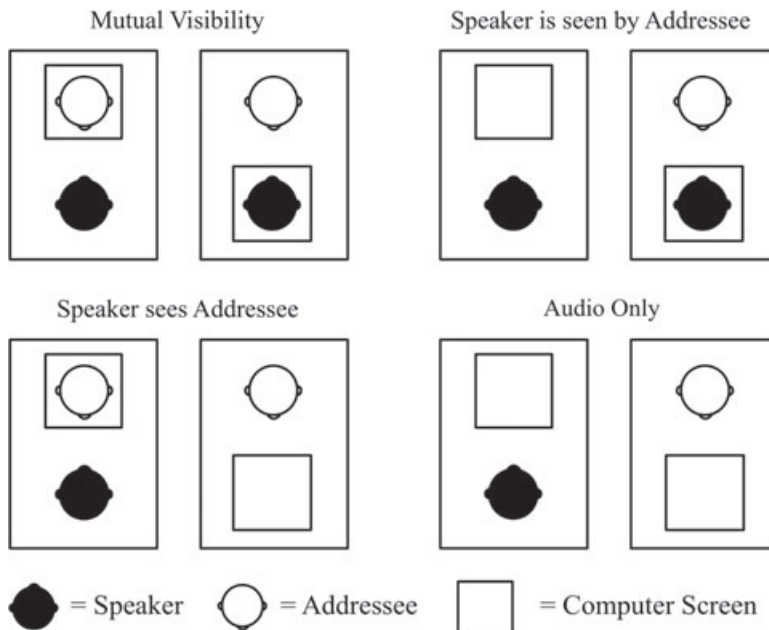 Mutual Visibility
Speaker is seen by Addressee
Speaker sees Addressee
Audio Only
= Speaker
= Addressee
= Computer Screen